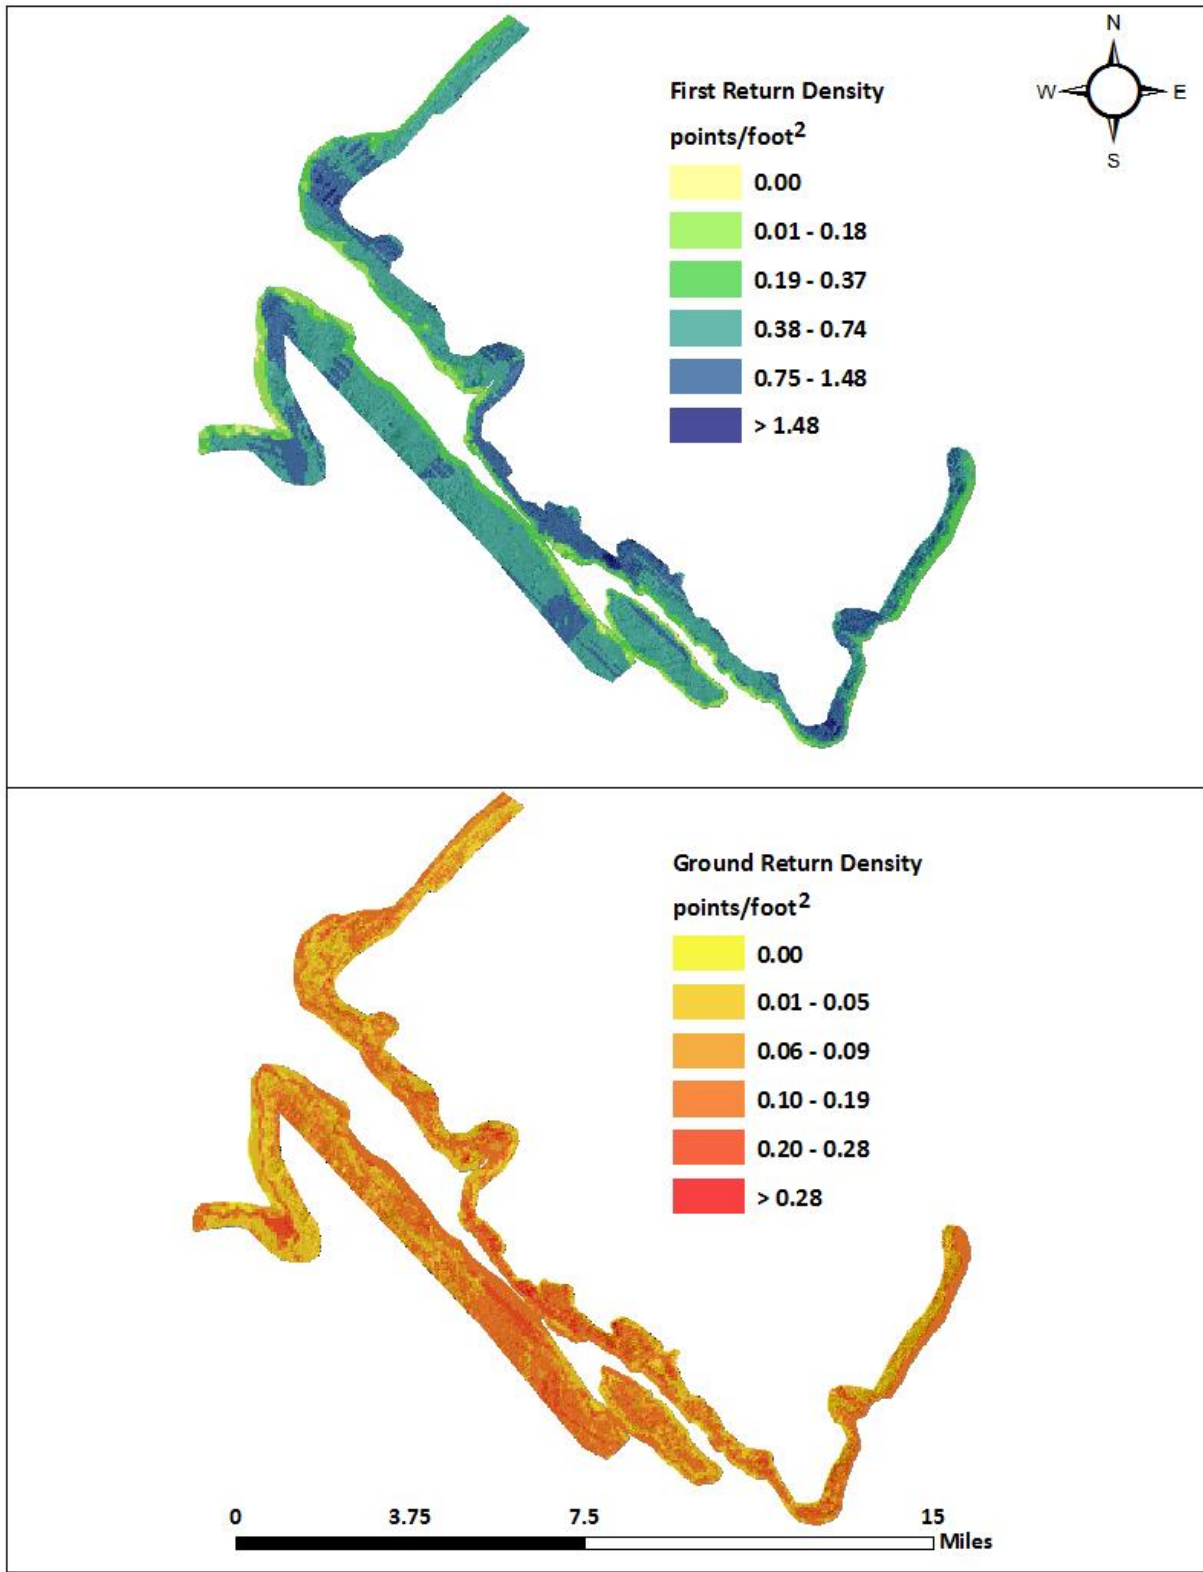 N
W E
S
First Return Density
points/foot²
0.00
0.01 - 0.18
0.19 - 0.37
0.38 - 0.74
0.75 - 1.48
> 1.48
Ground Return Density
points/foot²
0.00
0.01 - 0.05
0.06 - 0.09
0.10 - 0.19
0.20 - 0.28
> 0.28
0 3.75 7.5 15
Miles